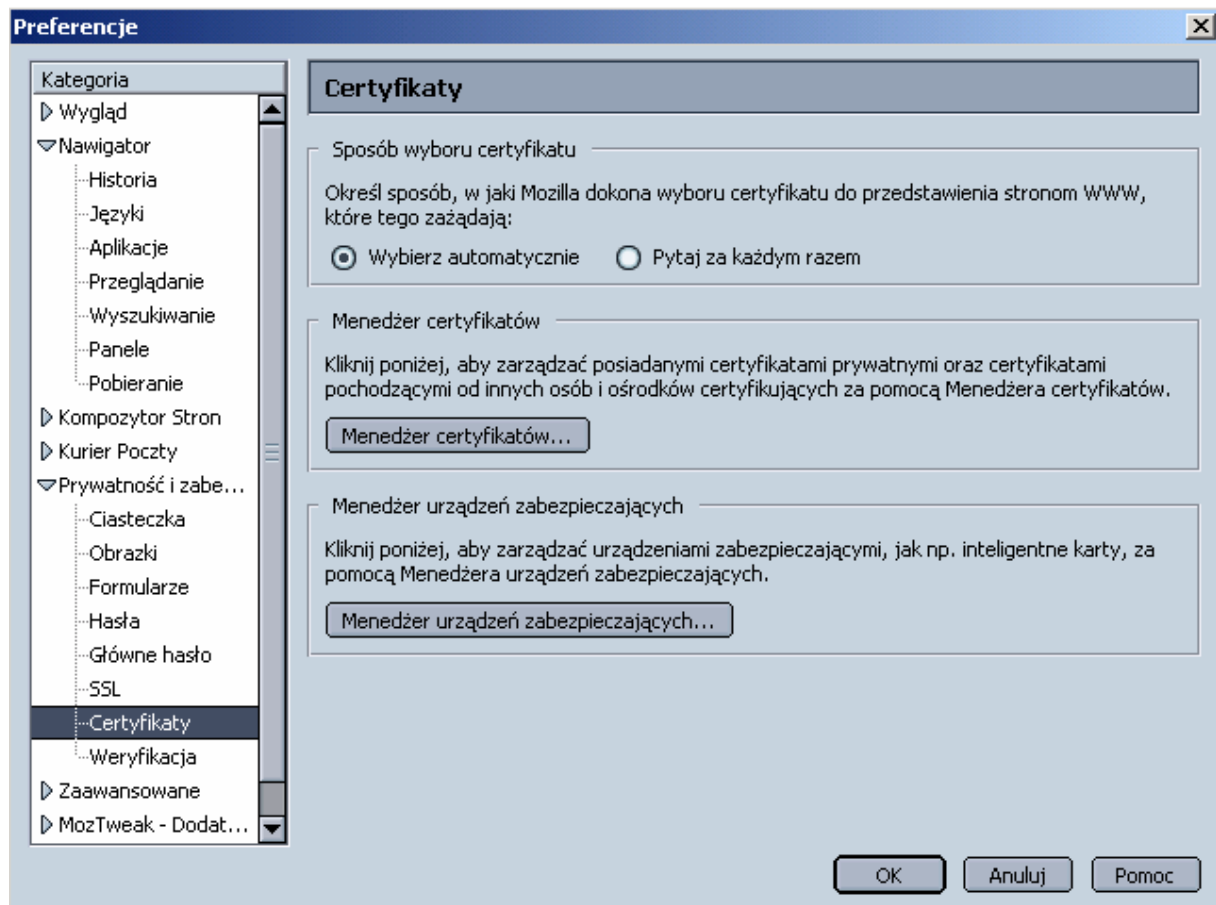 Preferencje
Kategoria
Wygląd
Nawigator
Historia
Języki
Aplikacje
Przeglądanie
Wyszukiwanie
Panele
Pobieranie
Kompozytor Stron
Kurier Poczty
Prywatność i zabe...
Ciasteczka
Obrazki
Formularze
Hasła
Główne hasło
SSL
Certyfikaty
Weryfikacja
Zaawansowane
MozTweak - Dodat...
Certyfikaty
Sposób wyboru certyfikatu
Określ sposób, w jaki Mozilla dokona wyboru certyfikatu do przedstawienia stronom WWW,
które tego zażądają:
Wybierz automatycznie Pytaj za każdym razem
Menedżer certyfikatów
Kliknij poniżej, aby zarządzać posiadanymi certyfikatami prywatnymi oraz certyfikatami
pochodzącymi od innych osób i ośrodków certyfikujących za pomocą Menedżera certyfikatów.
Menedżer certyfikatów...
Menedżer urządzeń zabezpieczających
Kliknij poniżej, aby zarządzać urządzeniami zabezpieczającymi, jak np. inteligentne karty, za
pomocą Menedżera urządzeń zabezpieczających.
Menedżer urządzeń zabezpieczających...
OK Anuluj Pomoc